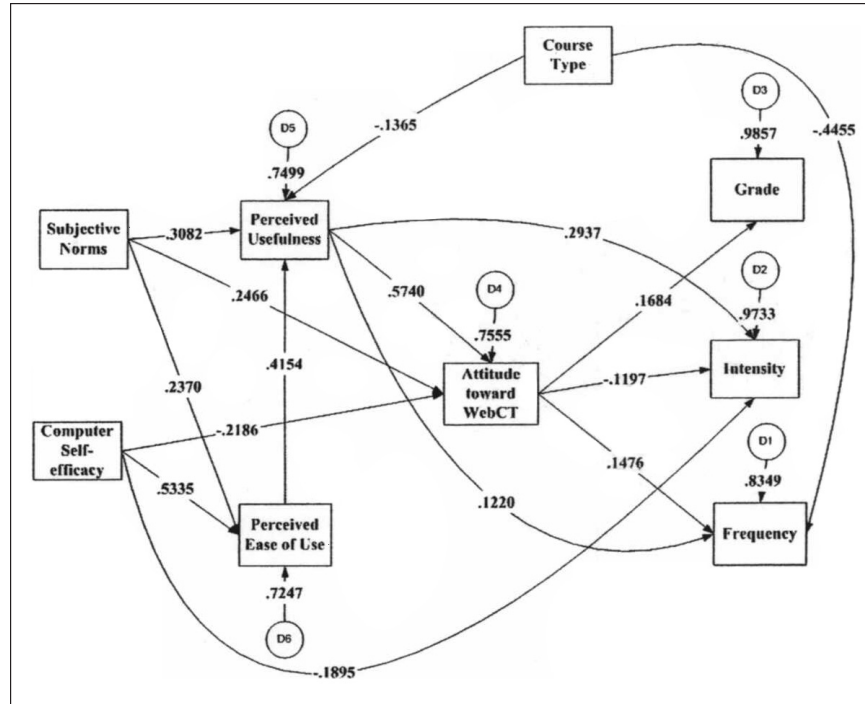 Course
Type
D3
-.4455
D5
-.1365
.9857
.7499
Grade
Subjective
Norms
.3082
Perceived
Usefulness
.2937
D2
.2466
.5740
D4
.1684
.9733
.7555
.4154
Attitude
toward
WebCT
-.1197
Intensity
.2370
Computer
Self-
efficacy
-.2186
D1
.1476
.8349
.5335
.1220
Perceived
Ease of Use
Frequency
.7247
D6
-.1895